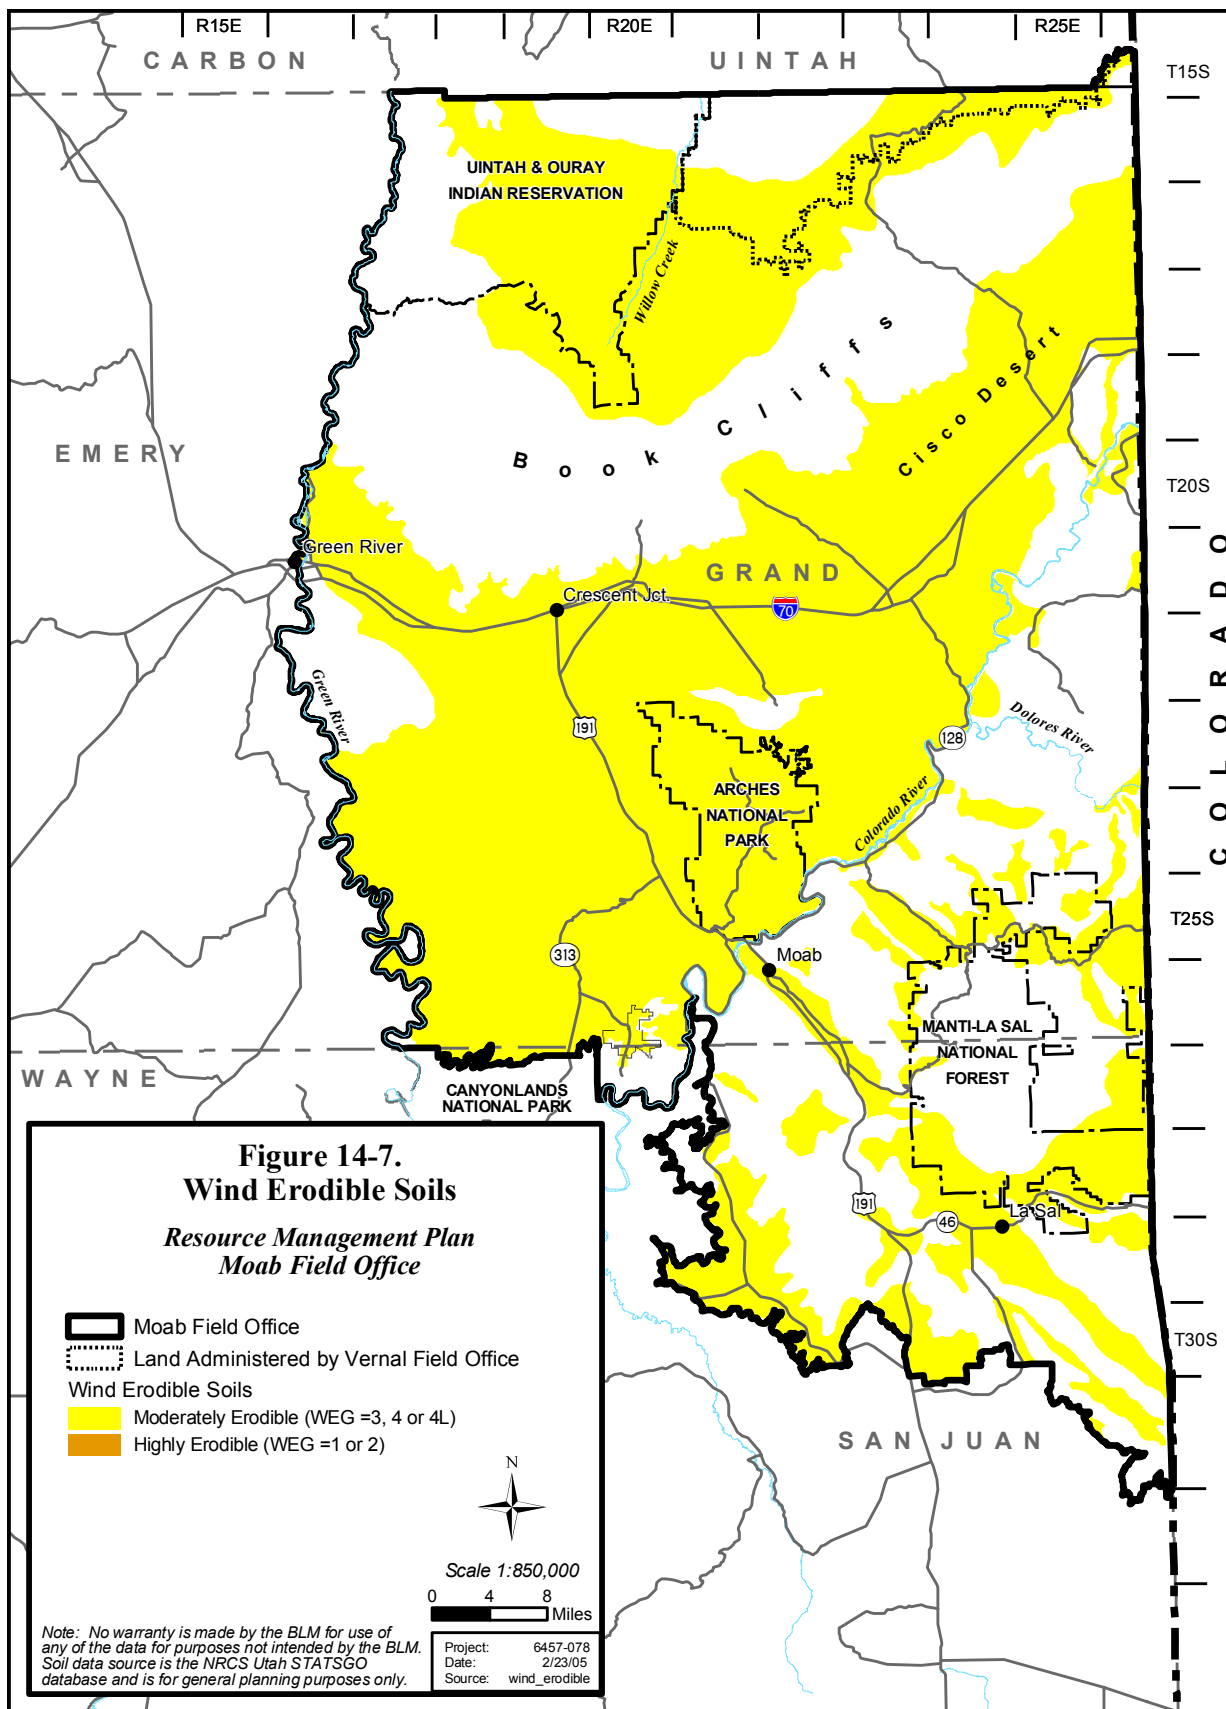 R15E
R20E
R25E
CARBON
UINTAH
T15S
UINTAH & OURAY
INDIAN RESERVATION
Willow Creek
Book Cliffs
Cisco Desert
EMERY
T20S
Green River
GRAND
Crescent Jct.
70
COLORADO
Green River
191
128
Dolores River
ARCHES
NATIONAL
PARK
Colorado River
T25S
313
Moab
MANTI-LA SAL
NATIONAL
FOREST
WAYNE
CANYONLANDS
NATIONAL PARK
191
46
La Sal
T30S
SAN JUAN
Figure 14-7.
Wind Erodible Soils
Resource Management Plan
Moab Field Office
Moab Field Office
Land Administered by Vernal Field Office
Wind Erodible Soils
Moderately Erodible (WEG =3, 4 or 4L)
Highly Erodible (WEG =1 or 2)
N
Scale 1:850,000
0 4 8
Miles
Note: No warranty is made by the BLM for use of
any of the data for purposes not intended by the BLM.
Soil data source is the NRCS Utah STATSGO
database and is for general planning purposes only.
Project: 6457-078
Date: 2/23/05
Source: wind_erodible